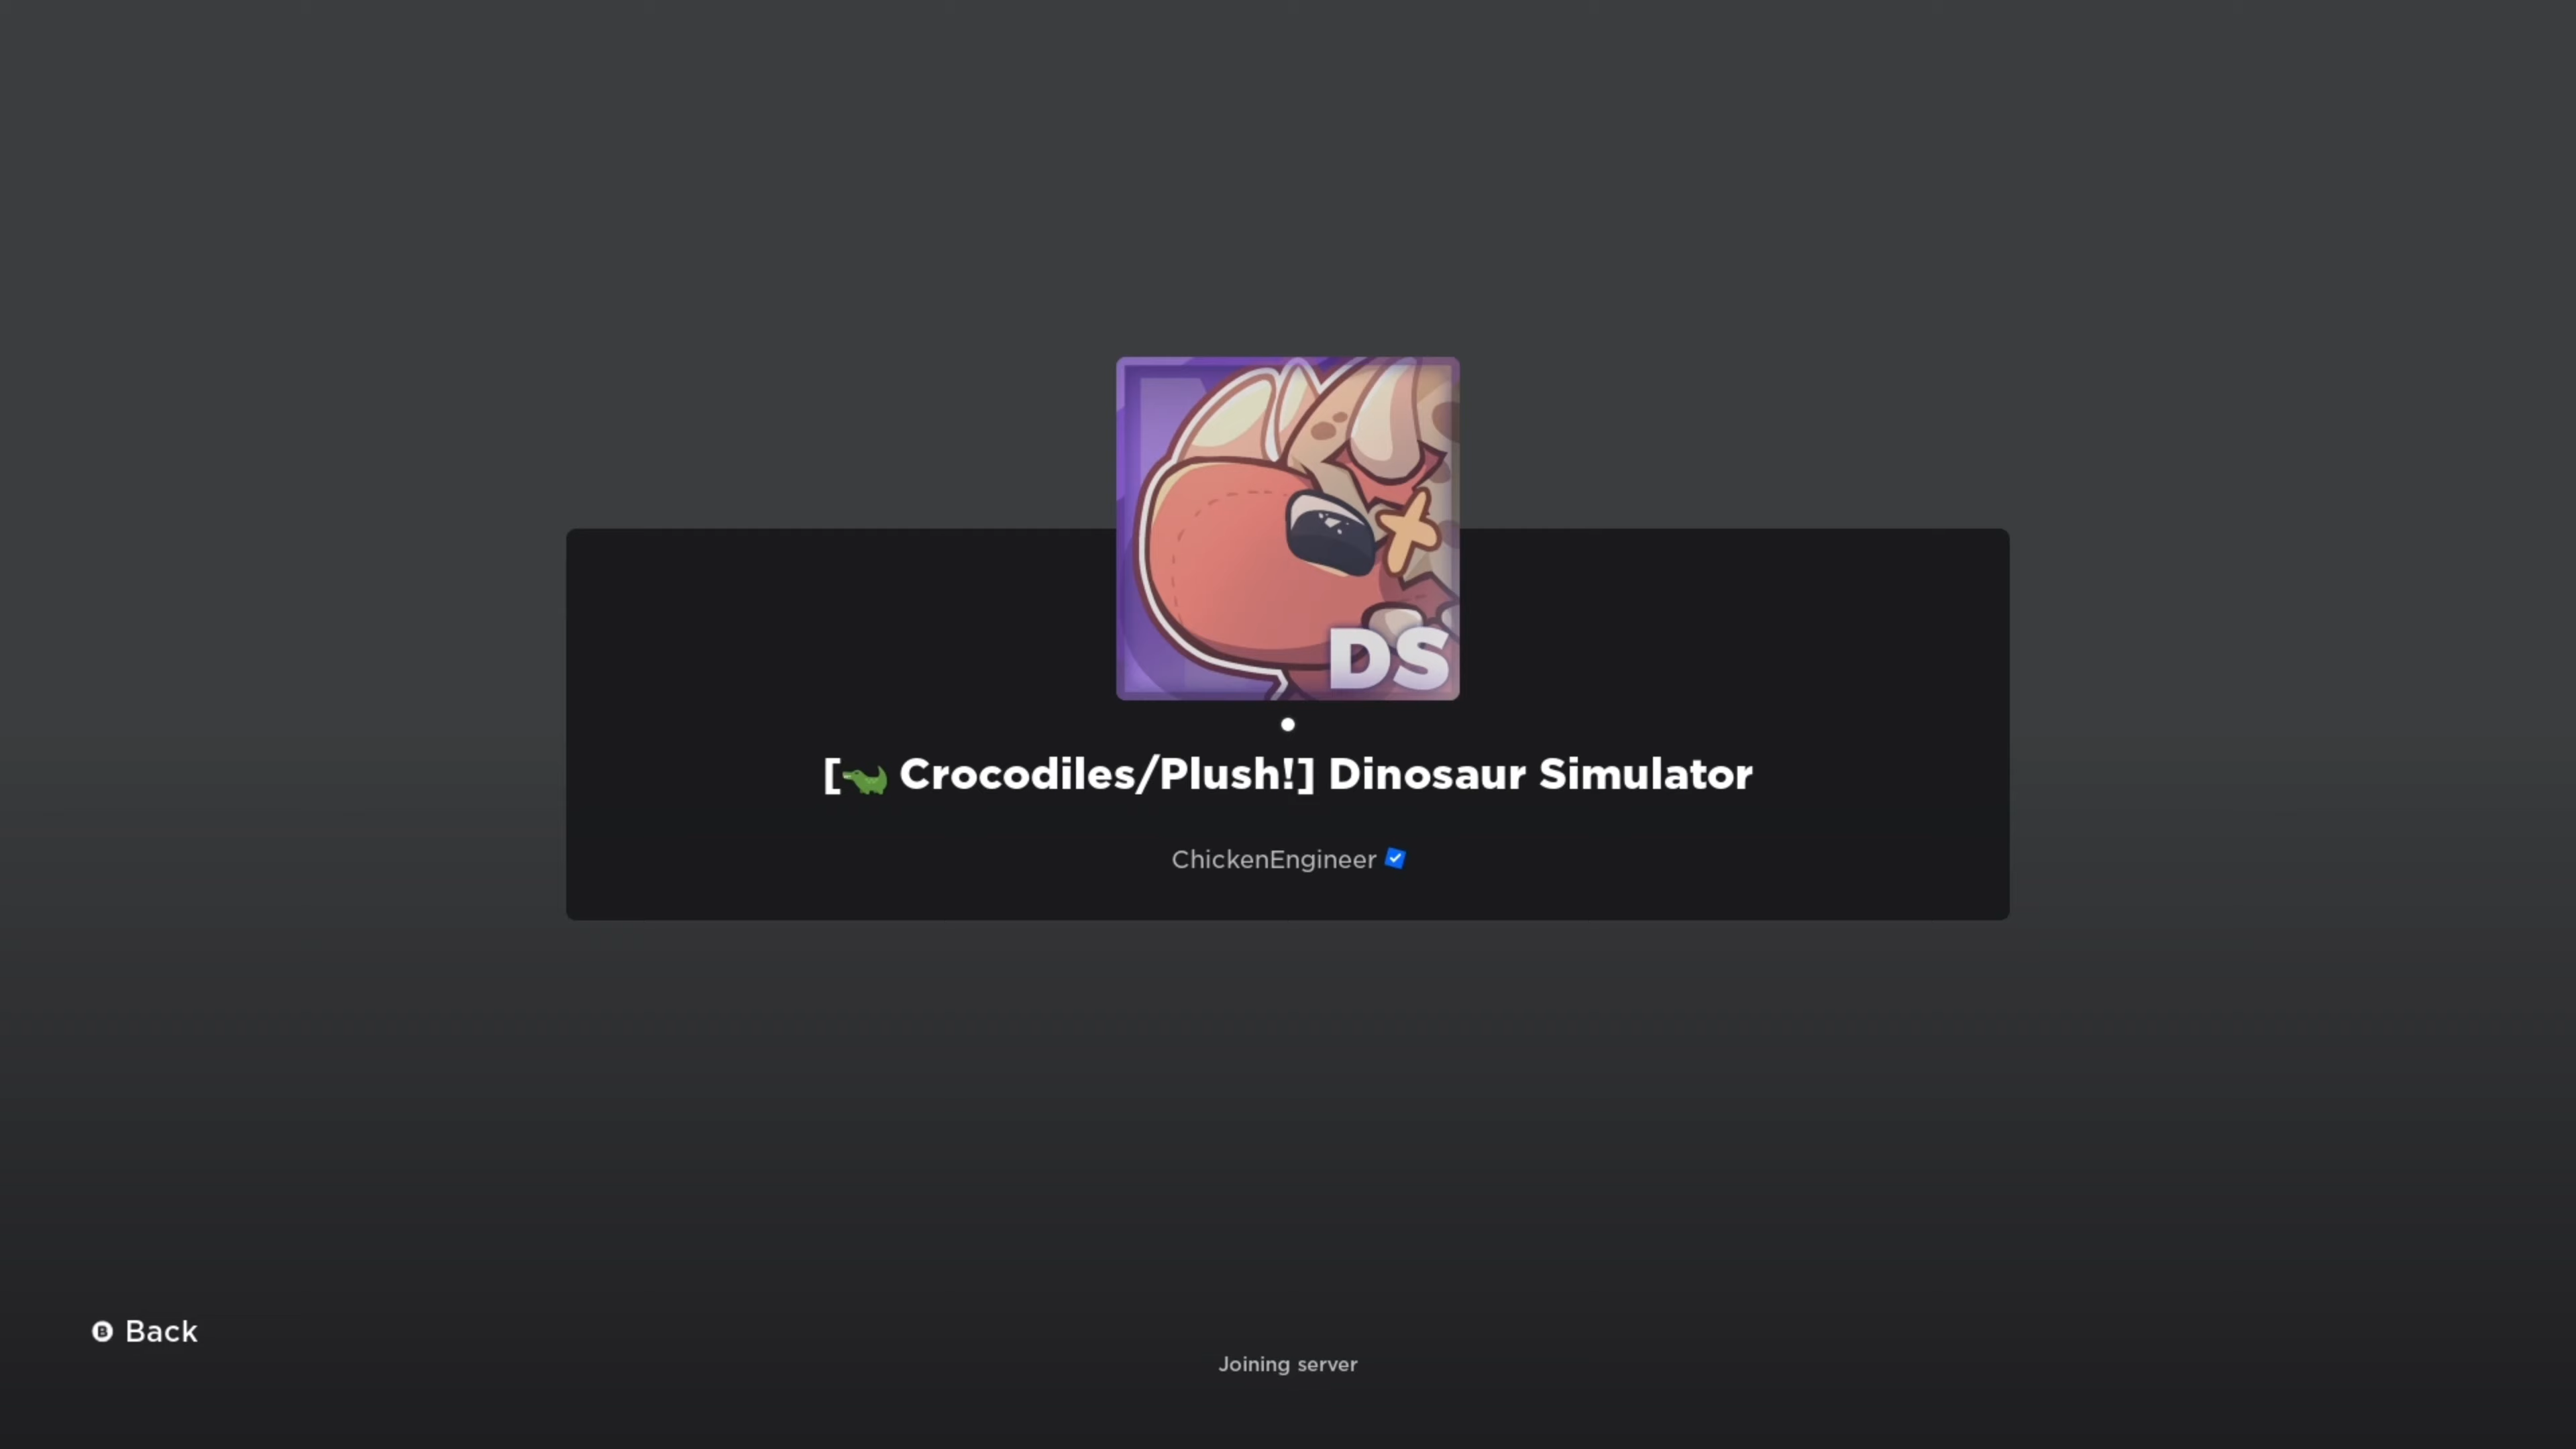 DS
[🐊 Crocodiles/Plush!] Dinosaur Simulator
ChickenEngineer
B Back
Joining server